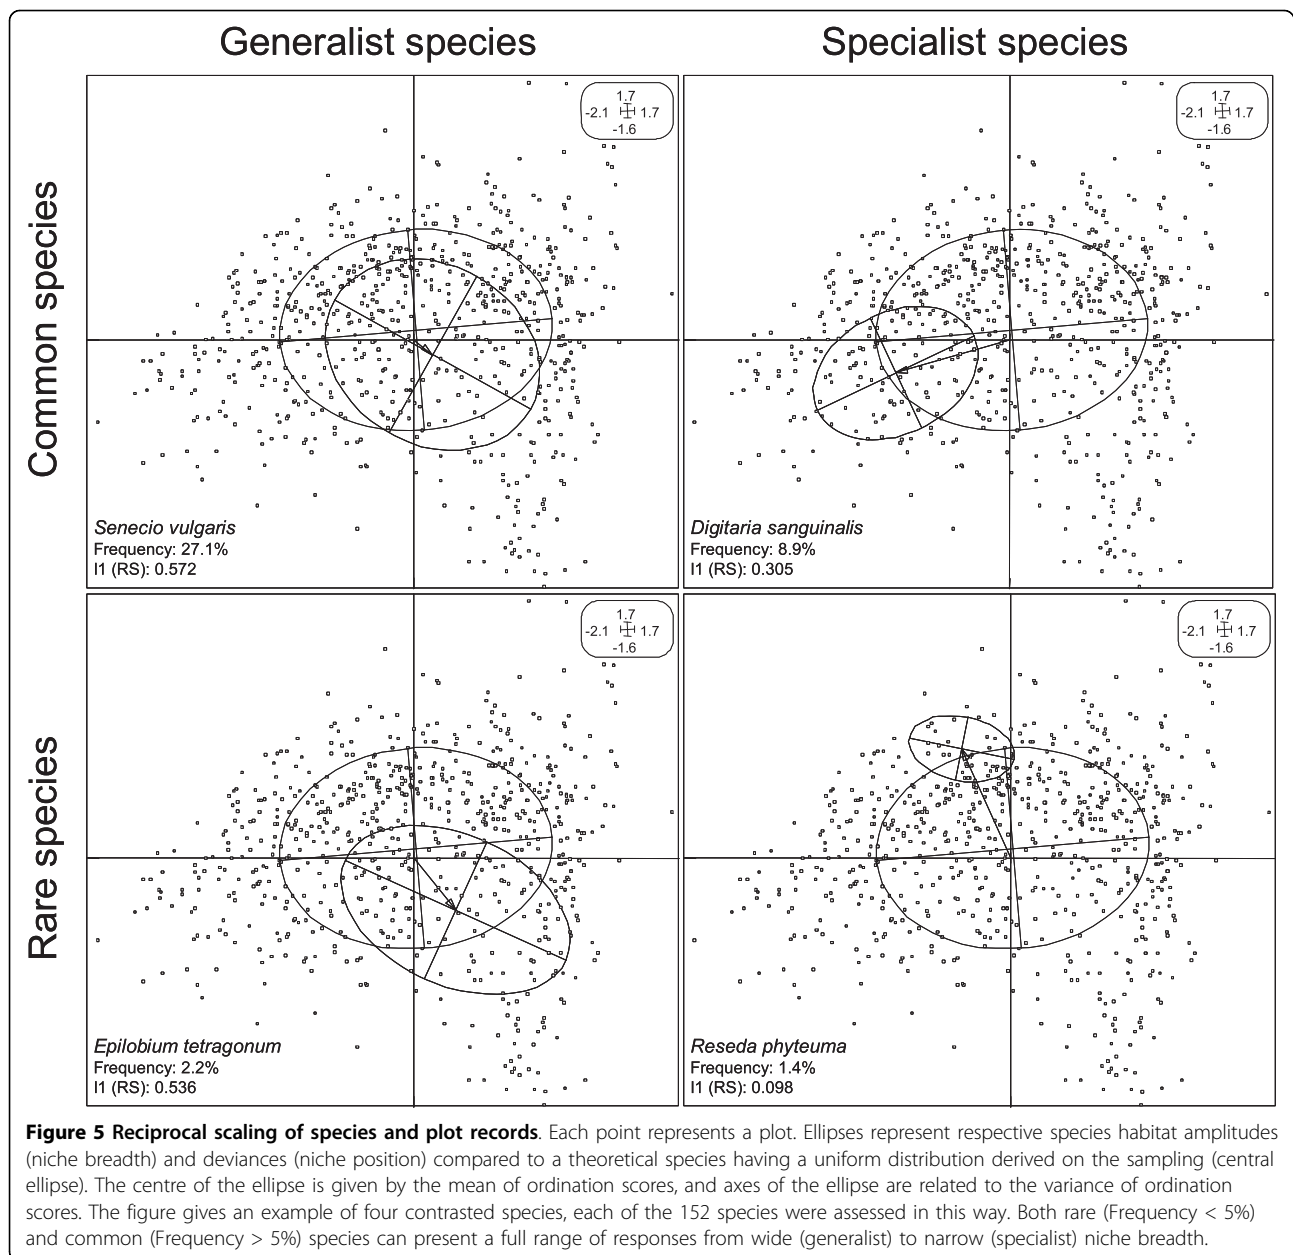 Generalist species
Specialist species
Common species
1.7
-2.1 1.7
-1.6
Senecio vulgaris
Frequency: 27.1%
I1 (RS): 0.572
1.7
-2.1 1.7
-1.6
Digitaria sanguinalis
Frequency: 8.9%
I1 (RS): 0.305
Rare species
1.7
-2.1 1.7
-1.6
Epilobium tetragonum
Frequency: 2.2%
I1 (RS): 0.536
1.7
-2.1 1.7
-1.6
Reseda phyteuma
Frequency: 1.4%
I1 (RS): 0.098
Figure 5 Reciprocal scaling of species and plot records. Each point represents a plot. Ellipses represent respective species habitat amplitudes
(niche breadth) and deviances (niche position) compared to a theoretical species having a uniform distribution derived on the sampling (central
ellipse). The centre of the ellipse is given by the mean of ordination scores, and axes of the ellipse are related to the variance of ordination
scores. The figure gives an example of four contrasted species, each of the 152 species were assessed in this way. Both rare (Frequency < 5%)
and common (Frequency > 5%) species can present a full range of responses from wide (generalist) to narrow (specialist) niche breadth.